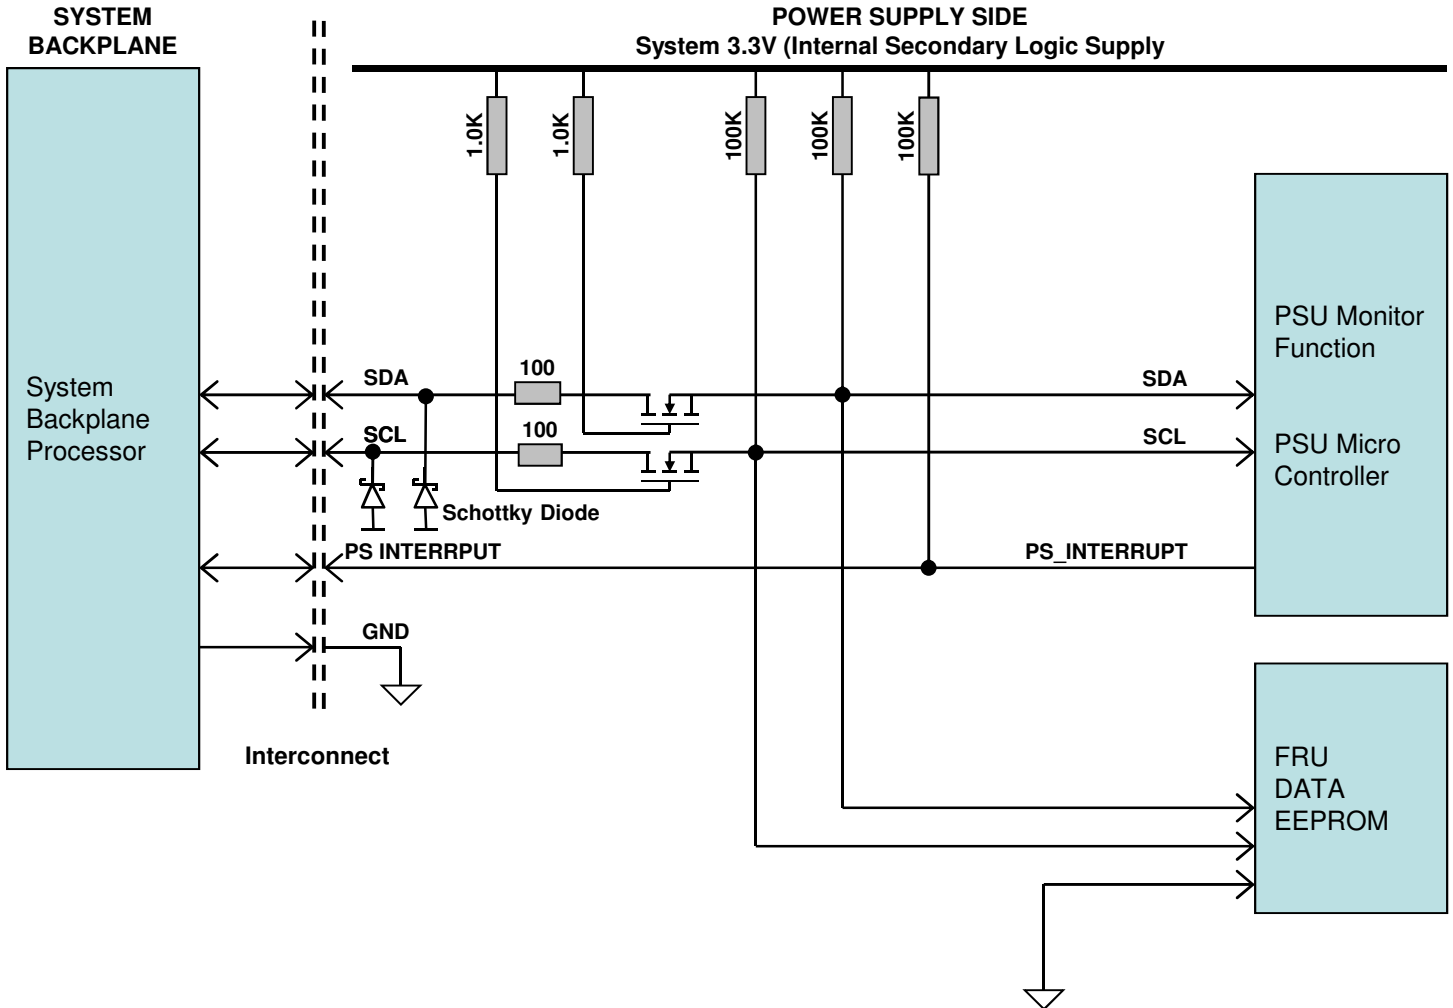 SYSTEM
BACKPLANE
POWER SUPPLY SIDE
System 3.3V (Internal Secondary Logic Supply
1.0K
1.0K
100K
100K
100K
PSU Monitor
Function
PSU Micro
Controller
System
Backplane
Processor
SDA
100
SDA
SCL
100
SCL
Schottky Diode
PS INTERRPUT
PS_INTERRUPT
GND
Interconnect
FRU
DATA
EEPROM